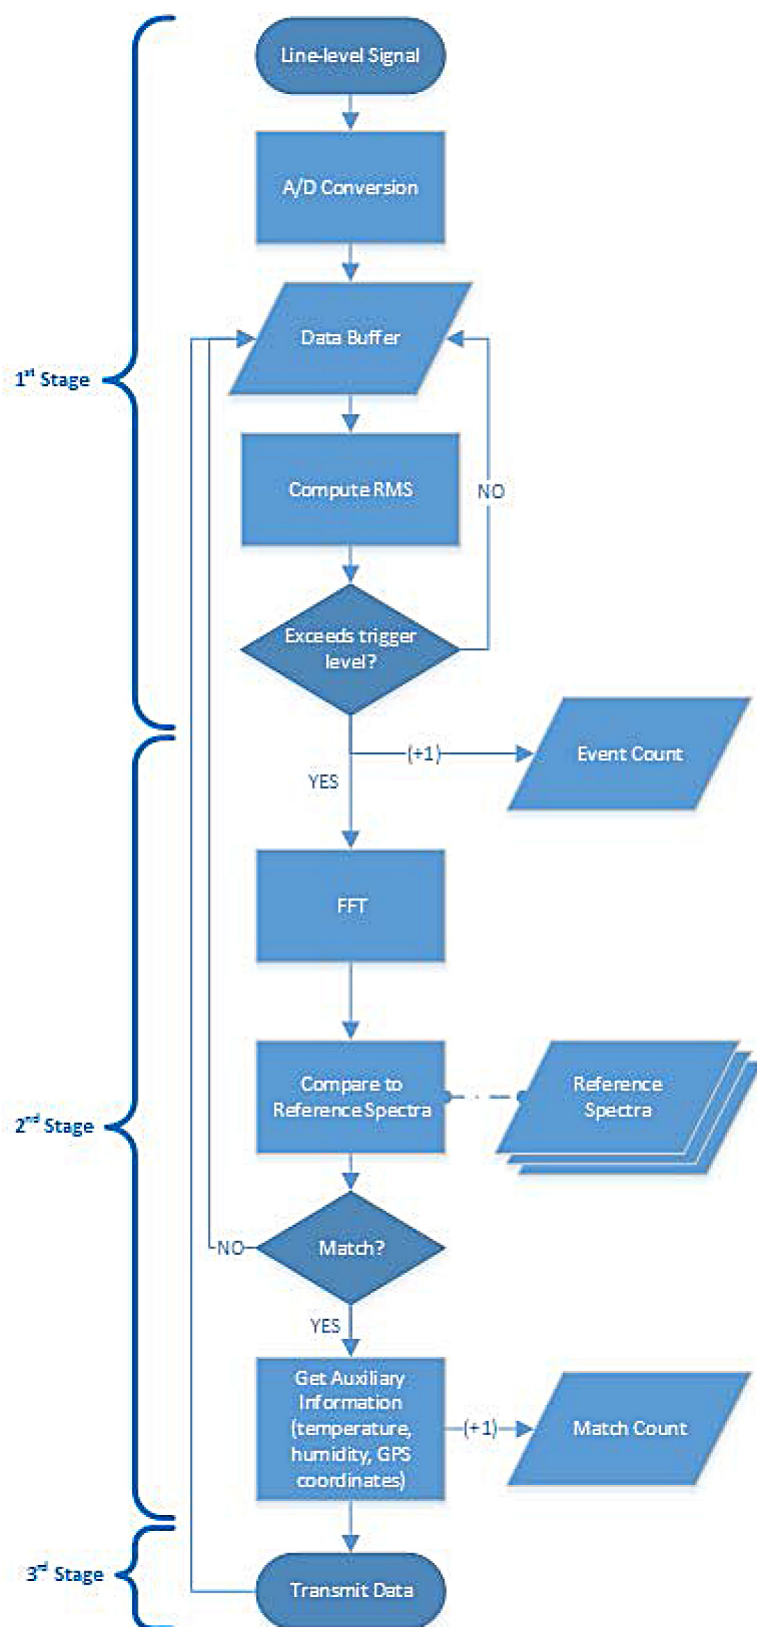 Line-level Signal
A/D Conversion
Data Buffer
1st Stage
Compute RMS
NO
Exceeds trigger
level?
(+1)
Event Count
YES
FFT
Compare to
Reference Spectra
Reference
Spectra
2nd Stage
NO
Match?
YES
Get Auxiliary
Information
(temperature,
humidity, GPS
coordinates)
(+1)
Match Count
3rd Stage
Transmit Data